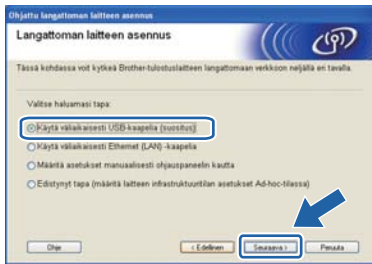 Ohjattu langattoman laitteen asennus
Langattoman laitteen asennus
Tässä kohdassa voit kytkeä Brother-tulostuslaitteen langattomaan verkkoon neljällä eri tavalla.
Valitse haluamasi tapa:
Käytä väliaikaisesti USB-kaapelia (suositus)
Käytä väliaikaisesti Ethernet (LAN) -kaapelia
Määritä asetukset manuaalisesti ohjauspaneelin kautta
Edistynyt tapa (määritä laitteen infrastruktuuritilan asetukset Ad-hoc-tilassa)
Ohje
< Edellinen
Seuraava >
Peruuta